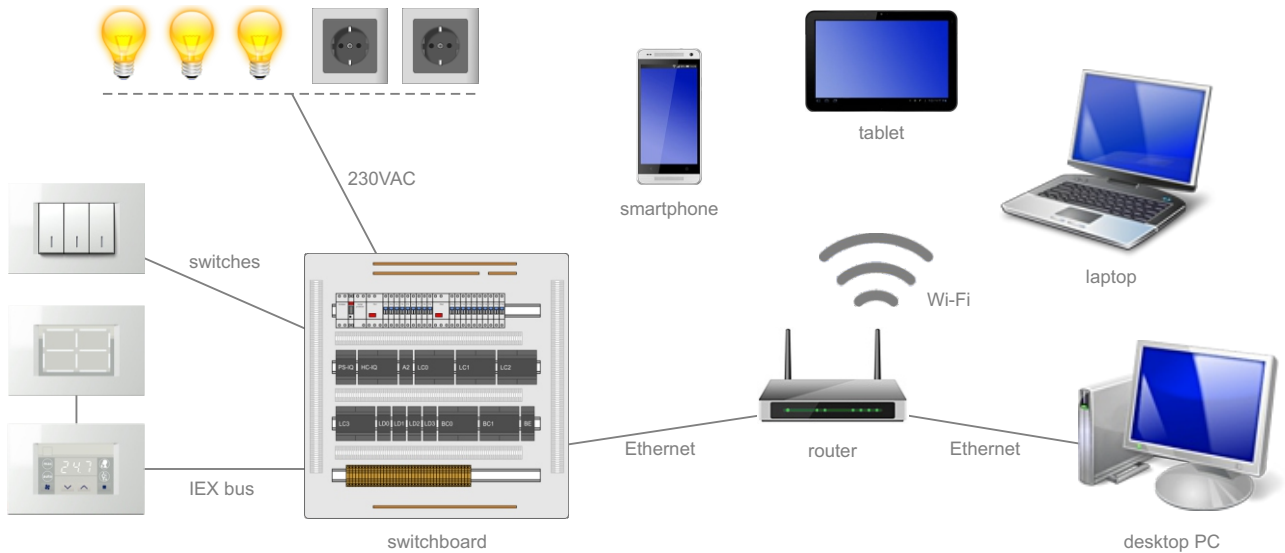 tablet
230VAC
smartphone
switches
laptop
Wi-Fi
PS-IQ HC-IQ A2 LC0 LC1 LC2
LC3 LD0 LD1 LD2 LD3 BC0 BC1 BE
Ethernet
router
Ethernet
24.7
IEX bus
switchboard
desktop PC